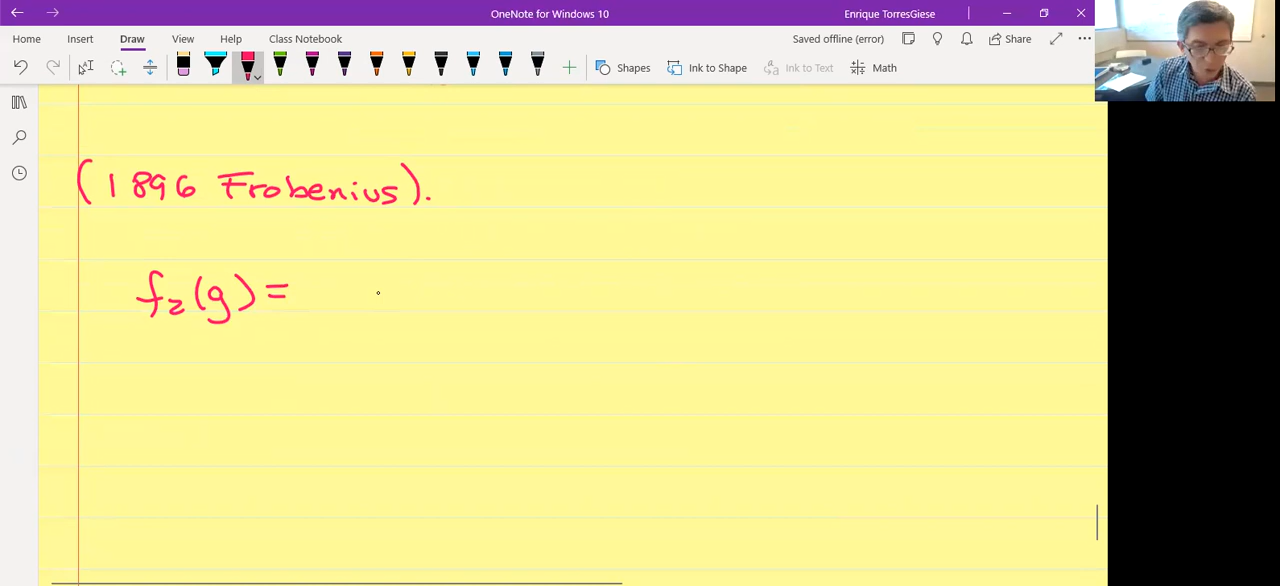 OneNote for Windows 10
Enrique TorresGiese
Home Insert Draw View Help Class Notebook
Saved offline (error)
Share
Shapes
Ink to Shape
Ink to Text
Math
(1896 Frobenius).
f₂(g)=